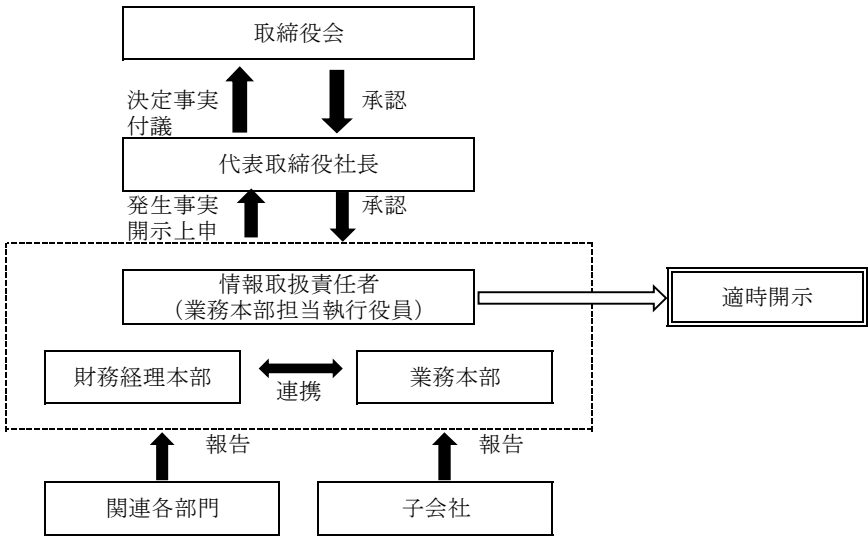 取締役会
決定事実
付議
承認
代表取締役社長
発生事実
開示上申
承認
情報取扱責任者
（業務本部担当執行役員）
適時開示
財務経理本部
連携
業務本部
報告
報告
関連各部門
子会社